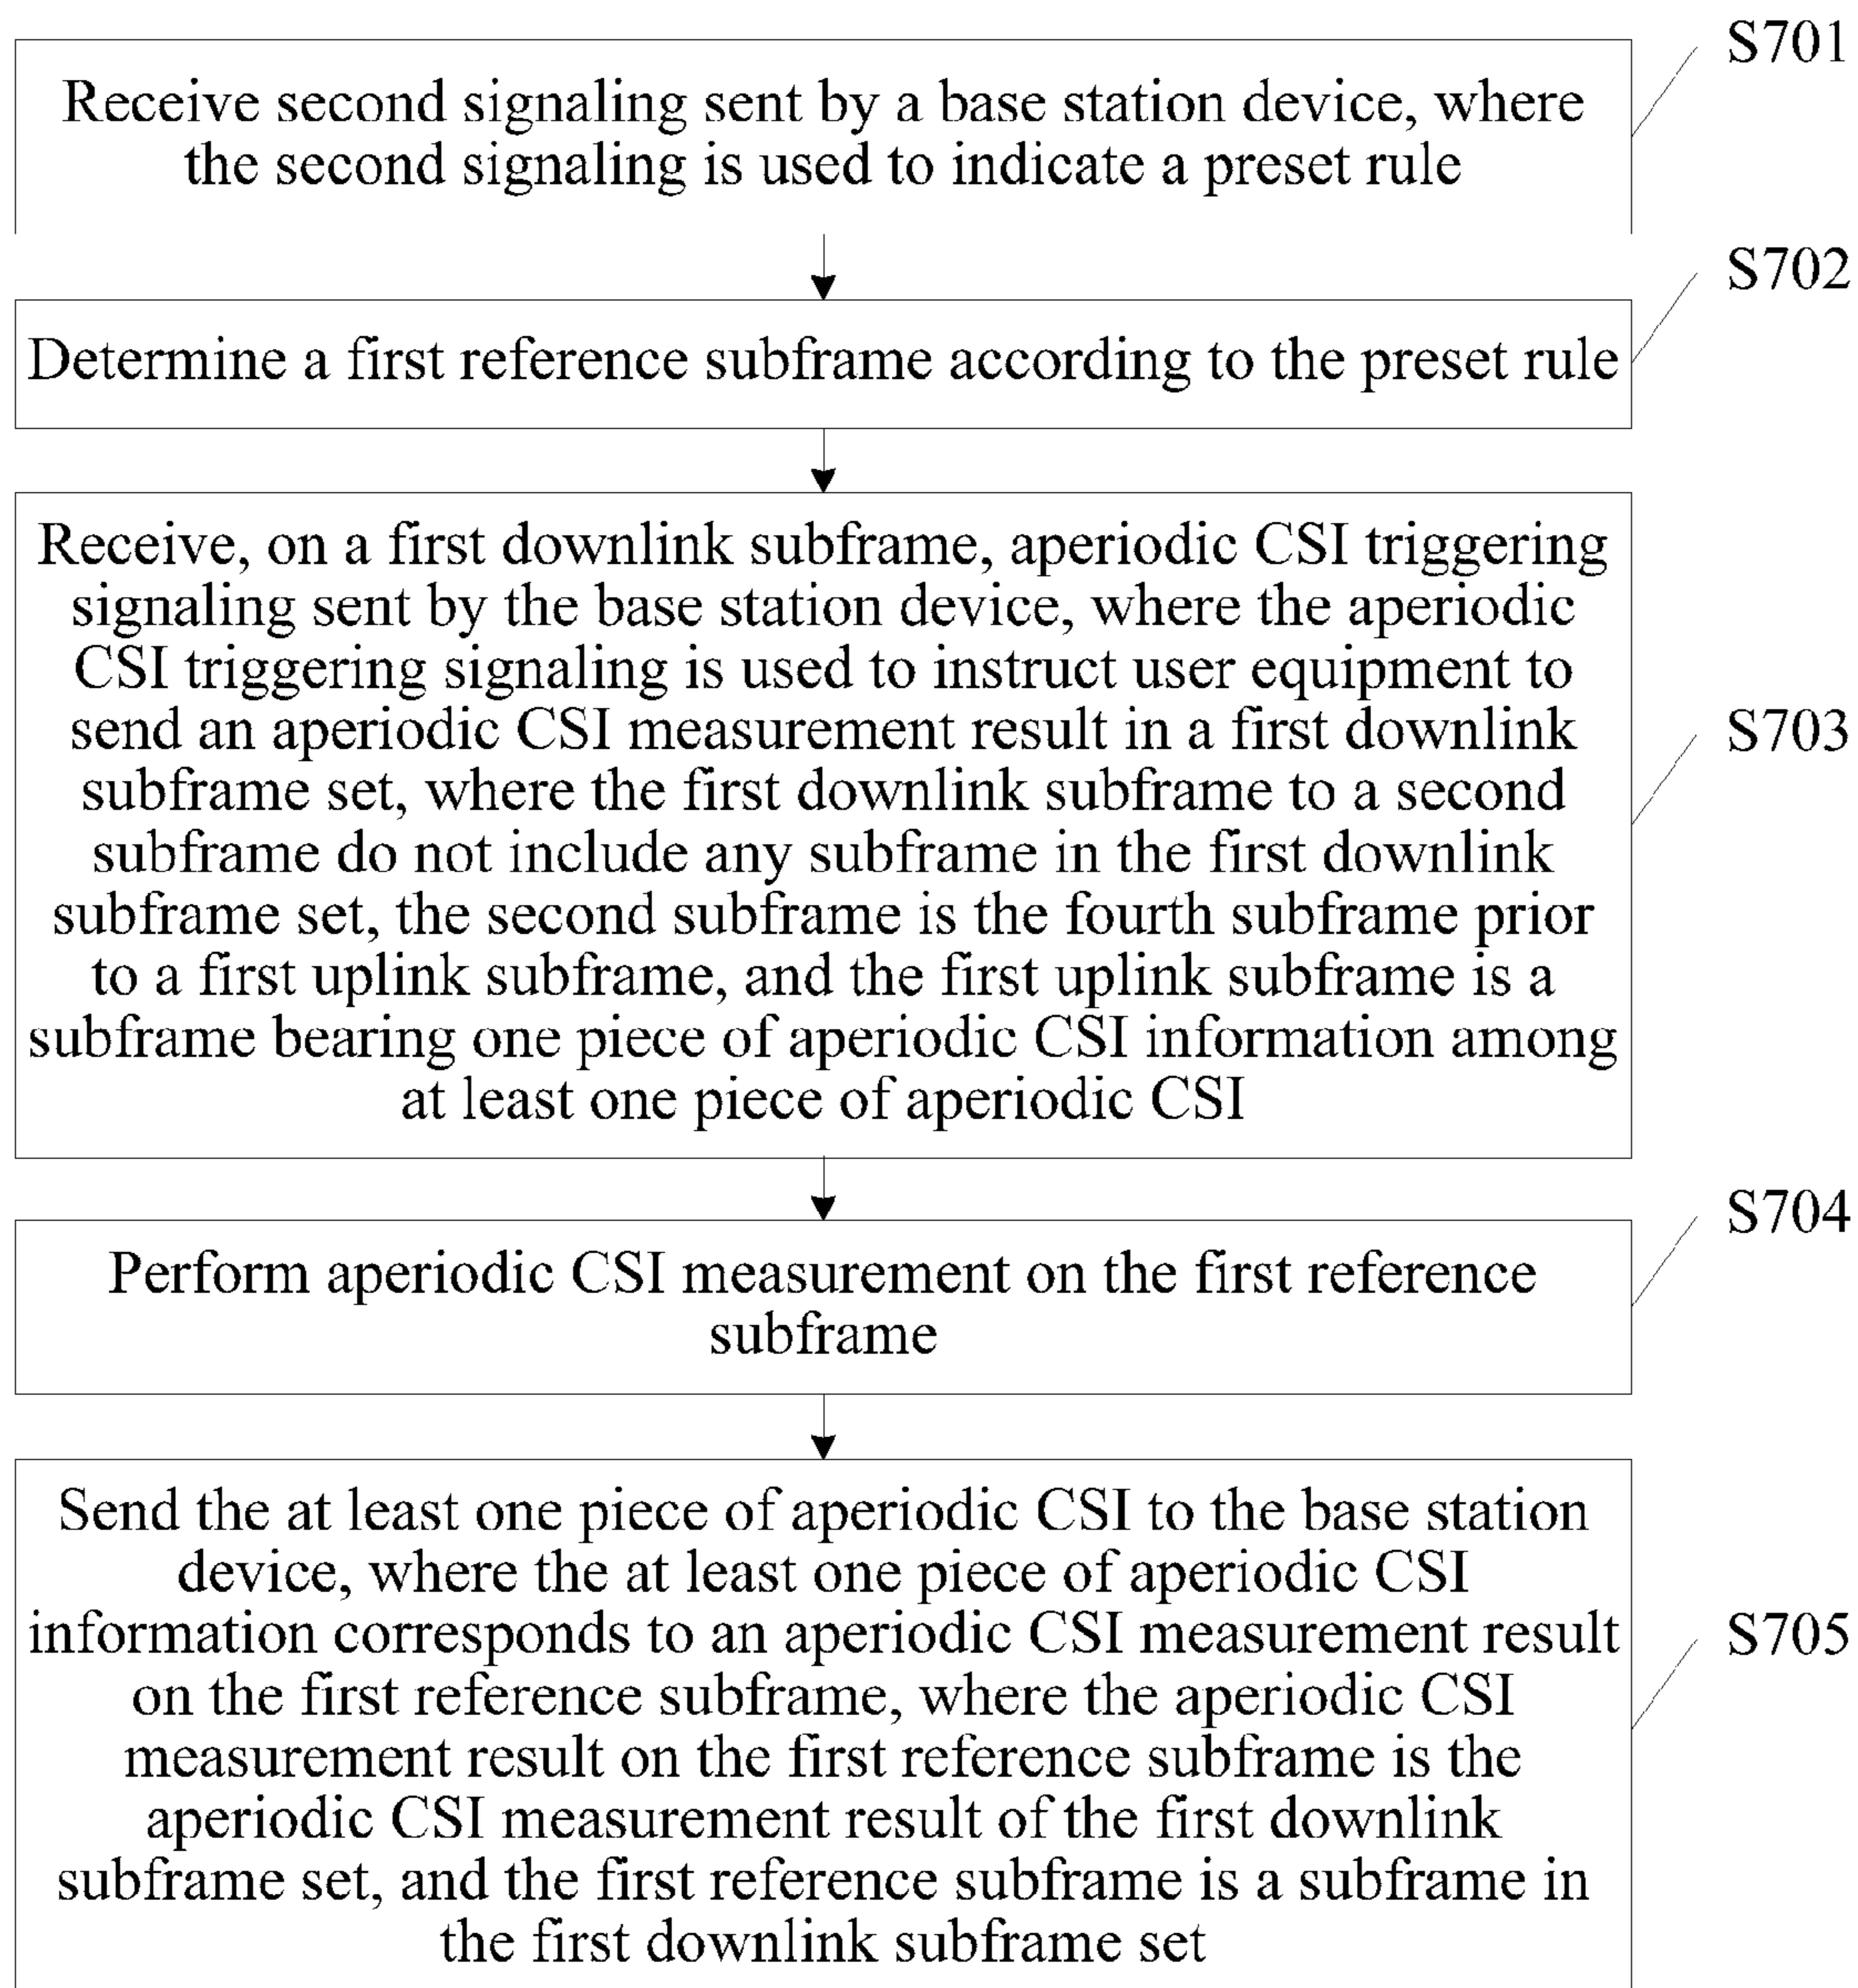 S701
Receive second signaling sent by a base station device, where
the second signaling is used to indicate a preset rule
S702
Determine a first reference subframe according to the preset rule
Receive, on a first downlink subframe, aperiodic CSI triggering
signaling sent by the base station device, where the aperiodic
CSI triggering signaling is used to instruct user equipment to
send an aperiodic CSI measurement result in a first downlink
subframe set, where the first downlink subframe to a second
subframe do not include any subframe in the first downlink
subframe set, the second subframe is the fourth subframe prior
to a first uplink subframe, and the first uplink subframe is a
subframe bearing one piece of aperiodic CSI information among
at least one piece of aperiodic CSI
S703
S704
Perform aperiodic CSI measurement on the first reference
subframe
Send the at least one piece of aperiodic CSI to the base station
device, where the at least one piece of aperiodic CSI
information corresponds to an aperiodic CSI measurement result
on the first reference subframe, where the aperiodic CSI
measurement result on the first reference subframe is the
aperiodic CSI measurement result of the first downlink
subframe set, and the first reference subframe is a subframe in
the first downlink subframe set
S705